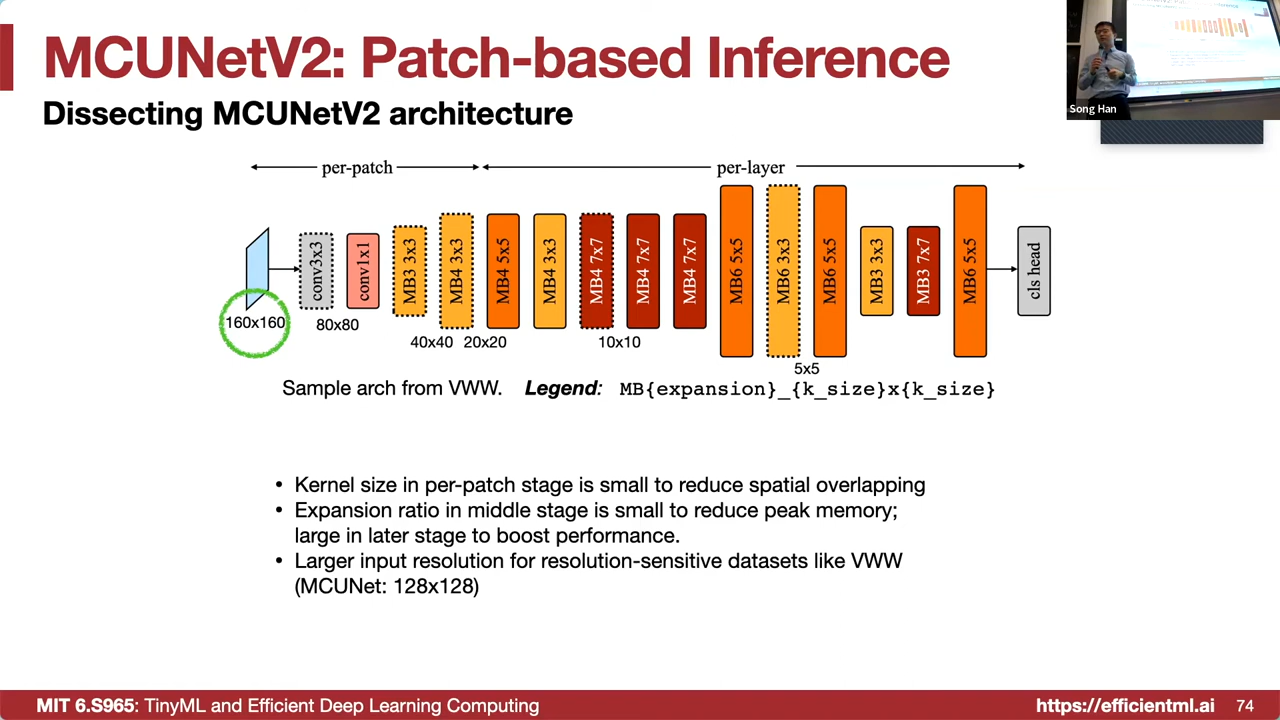 MCUNetV2: Patch-based Inference
Dissecting MCUNetV2 architecture
Song Han
per-patch
per-layer
conv3x3
conv1x1
MB3 3x3
MB4 3x3
MB4 5x5
MB4 3x3
MB4 7x7
MB4 7x7
MB4 7x7
MB6 5x5
MB6 3x3
MB6 5x5
MB3 3x3
MB3 7x7
MB6 5x5
cls head
160x160
80x80
40x40
20x20
10x10
5x5
Sample arch from VWW. Legend: MB{expansion}_{k_size}x{k_size}
• Kernel size in per-patch stage is small to reduce spatial overlapping
• Expansion ratio in middle stage is small to reduce peak memory;
large in later stage to boost performance.
• Larger input resolution for resolution-sensitive datasets like VWW
(MCUNet: 128x128)
MIT 6.S965: TinyML and Efficient Deep Learning Computing
https://efficientml.ai
74